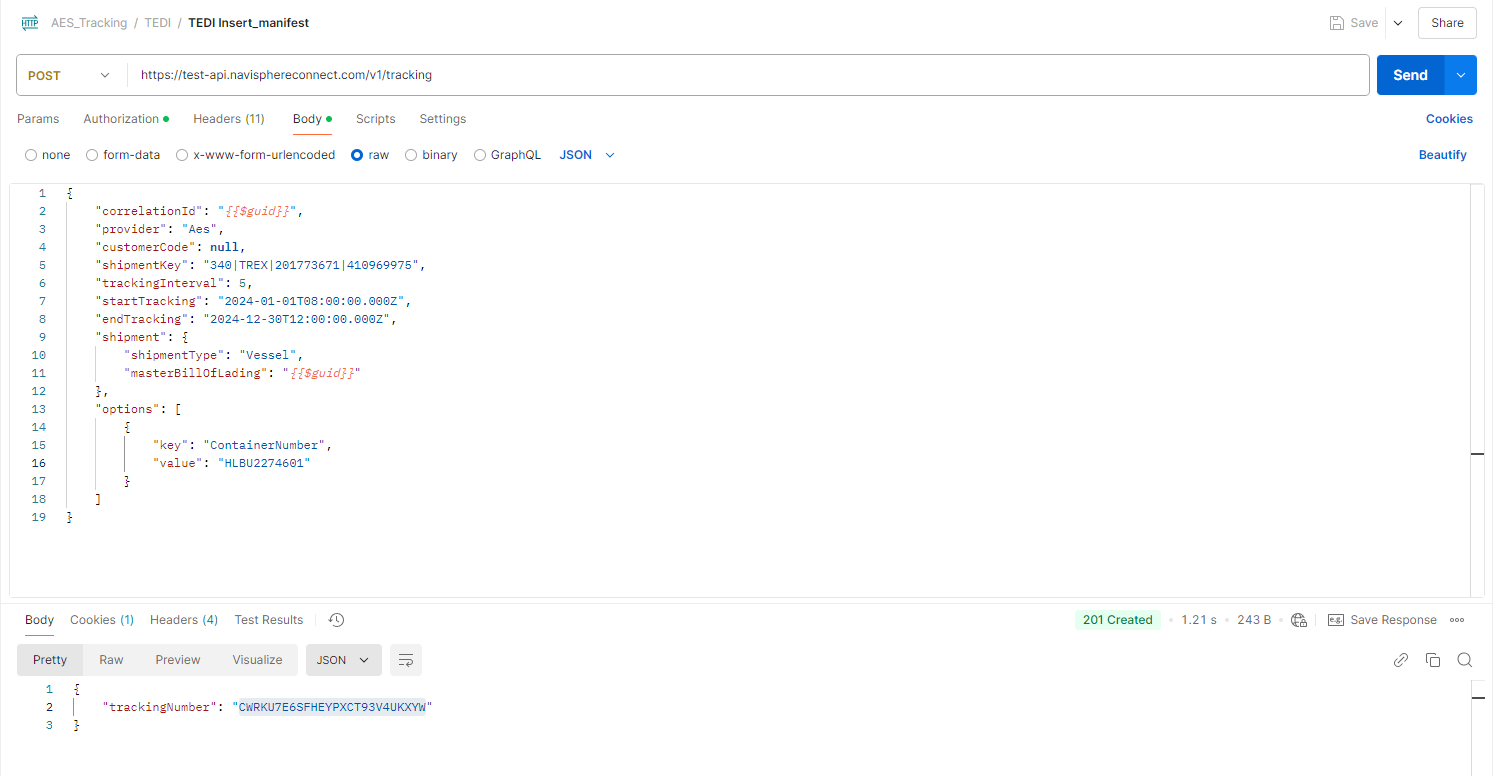 HTTP AES_Tracking / TEDI / TEDI Insert_manifest Save Share
POST https://test-api.navisphereconnect.com/v1/tracking Send
Params Authorization Headers (11) Body Scripts Settings Cookies
none form-data x-www-form-urlencoded raw binary GraphQL JSON Beautify
1 {
2 "correlationId": "{{$guid}}",
3 "provider": "Aes",
4 "customerCode": null,
5 "shipmentKey": "340|TREX|201773671|410969975",
6 "trackingInterval": 5,
7 "startTracking": "2024-01-01T08:00:00.000Z",
8 "endTracking": "2024-12-30T12:00:00.000Z",
9 "shipment": {
10 "shipmentType": "Vessel",
11 "masterBillOfLading": "{{$guid}}"
12 },
13 "options": [
14 {
15 "key": "ContainerNumber",
16 "value": "HLBU2274601"
17 }
18 ]
19 }
Body Cookies (1) Headers (4) Test Results 201 Created 1.21 s 243 B e.g. Save Response
Pretty Raw Preview Visualize JSON
1 {
2 "trackingNumber": "CWRKU7E6SFHEYPXCT93V4UKXYW"
3 }